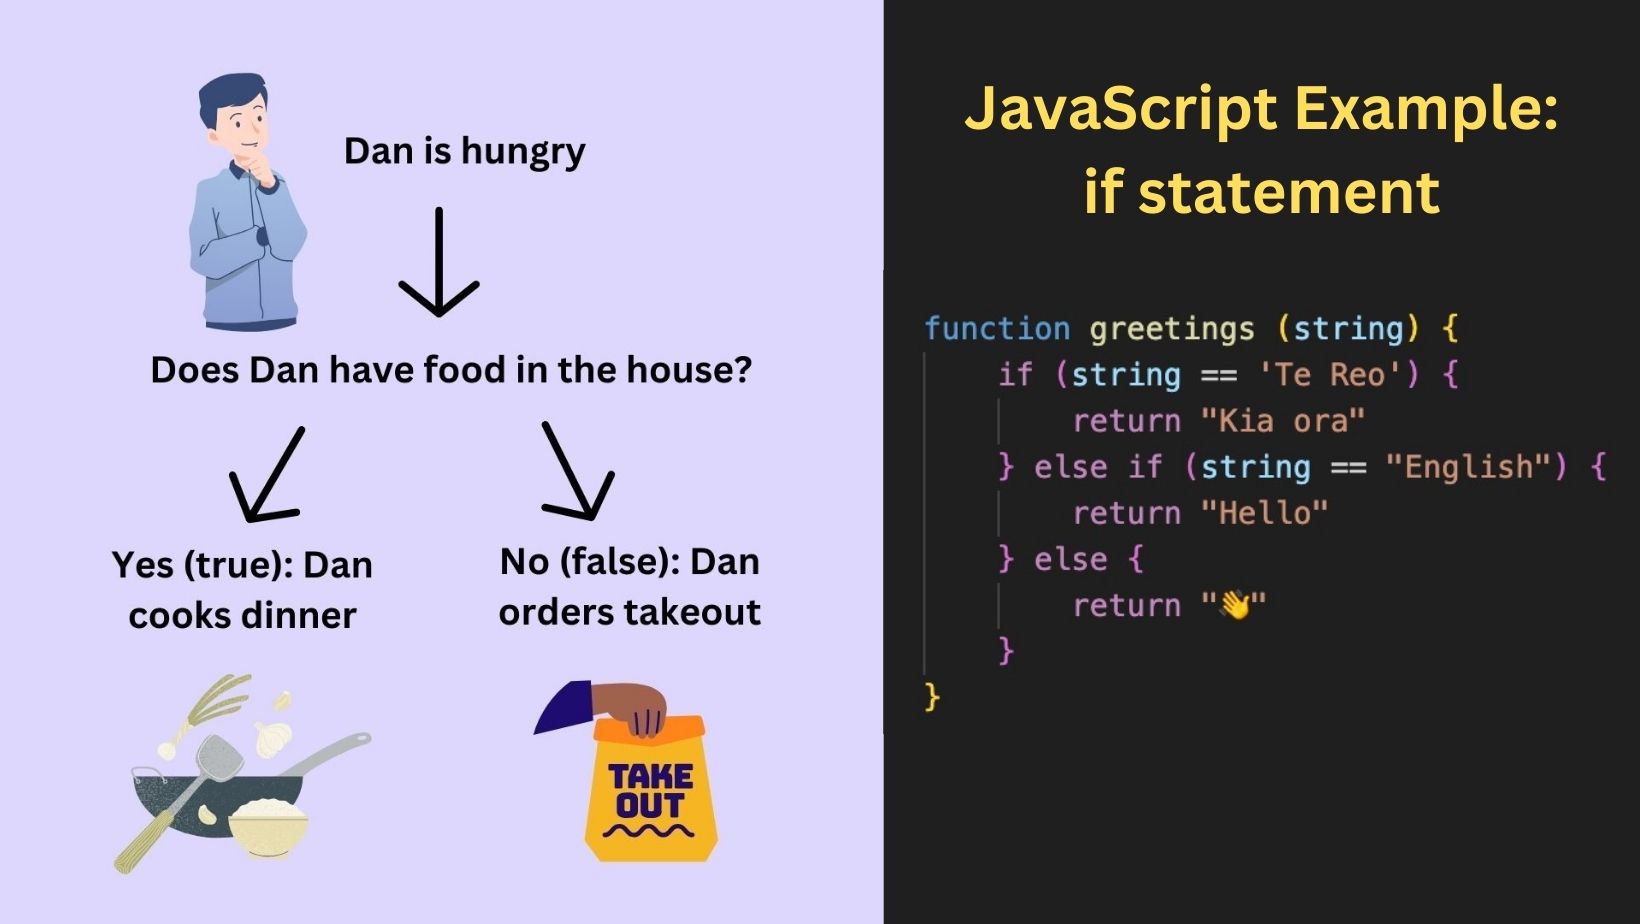 Dan is hungry
Does Dan have food in the house?
Yes (true): Dan
cooks dinner
No (false): Dan
orders takeout
TAKE
OUT
JavaScript Example:
if statement
function greetings (string) {
    if (string == 'Te Reo') {
        return "Kia ora"
    } else if (string == "English") {
        return "Hello"
    } else {
        return "👋"
    }
}